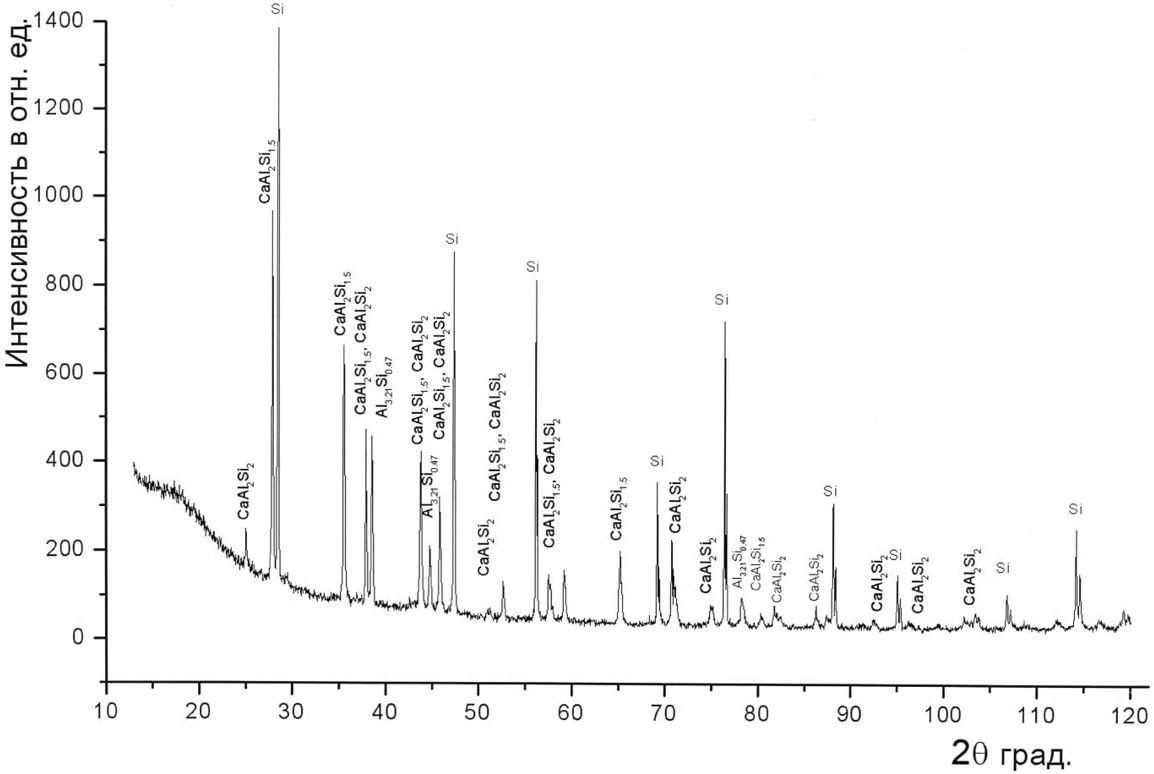 Интенсивность в отн. ед.
1400
1200
1000
800
600
400
200
0
Si
CaAl₂Si₁.₅
CaAl₂Si₂
CaAl₂Si₁.₅
CaAl₂Si₁.₅, CaAl₂Si₂
Al₃.₂₁Si₀.₄₇
CaAl₂Si₁.₅, CaAl₂Si₂
Al₃.₂₁Si₀.₄₇
CaAl₂Si₁.₅, CaAl₂Si₂
Si
CaAl₂Si₂
CaAl₂Si₁.₅, CaAl₂Si₂
Si
CaAl₂Si₁.₅, CaAl₂Si₂
CaAl₂Si₁.₅
Si
CaAl₂Si₂
CaAl₂Si₂
Si
Al₃.₂₁Si₀.₄₇
CaAl₂Si₁.₅
CaAl₂Si₂
CaAl₂Si₂
Si
CaAl₂Si₂
Si
CaAl₂Si₂
CaAl₂Si₂
Si
Si
10 20 30 40 50 60 70 80 90 100 110 120
2θ град.